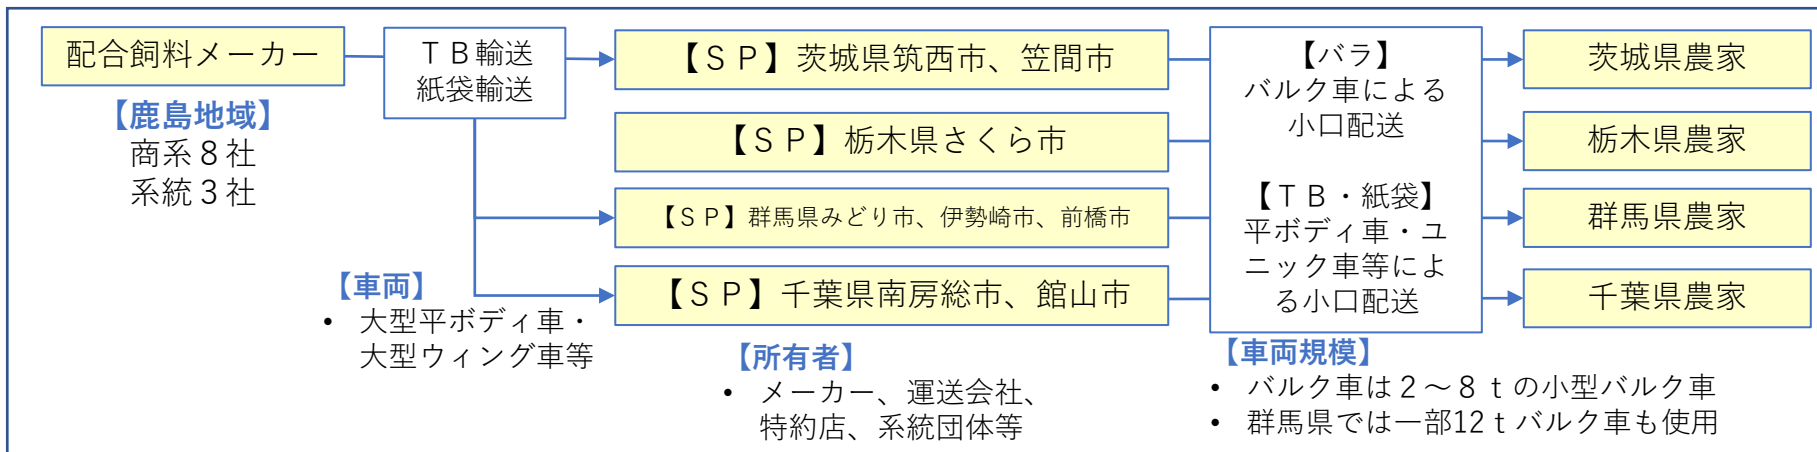 配合飼料メーカー
【鹿島地域】
商系８社
系統３社
ＴＢ輸送
紙袋輸送
【車両】
• 大型平ボディ車・
大型ウィング車等
【ＳＰ】茨城県筑西市、笠間市
【ＳＰ】栃木県さくら市
【ＳＰ】群馬県みどり市、伊勢崎市、前橋市
【ＳＰ】千葉県南房総市、館山市
【所有者】
• メーカー、運送会社、
特約店、系統団体等
【バラ】
バルク車による
小口配送
【ＴＢ・紙袋】
平ボディ車・ユ
ニック車等によ
る小口配送
【車両規模】
• バルク車は２～８ｔの小型バルク車
• 群馬県では一部12ｔバルク車も使用
茨城県農家
栃木県農家
群馬県農家
千葉県農家